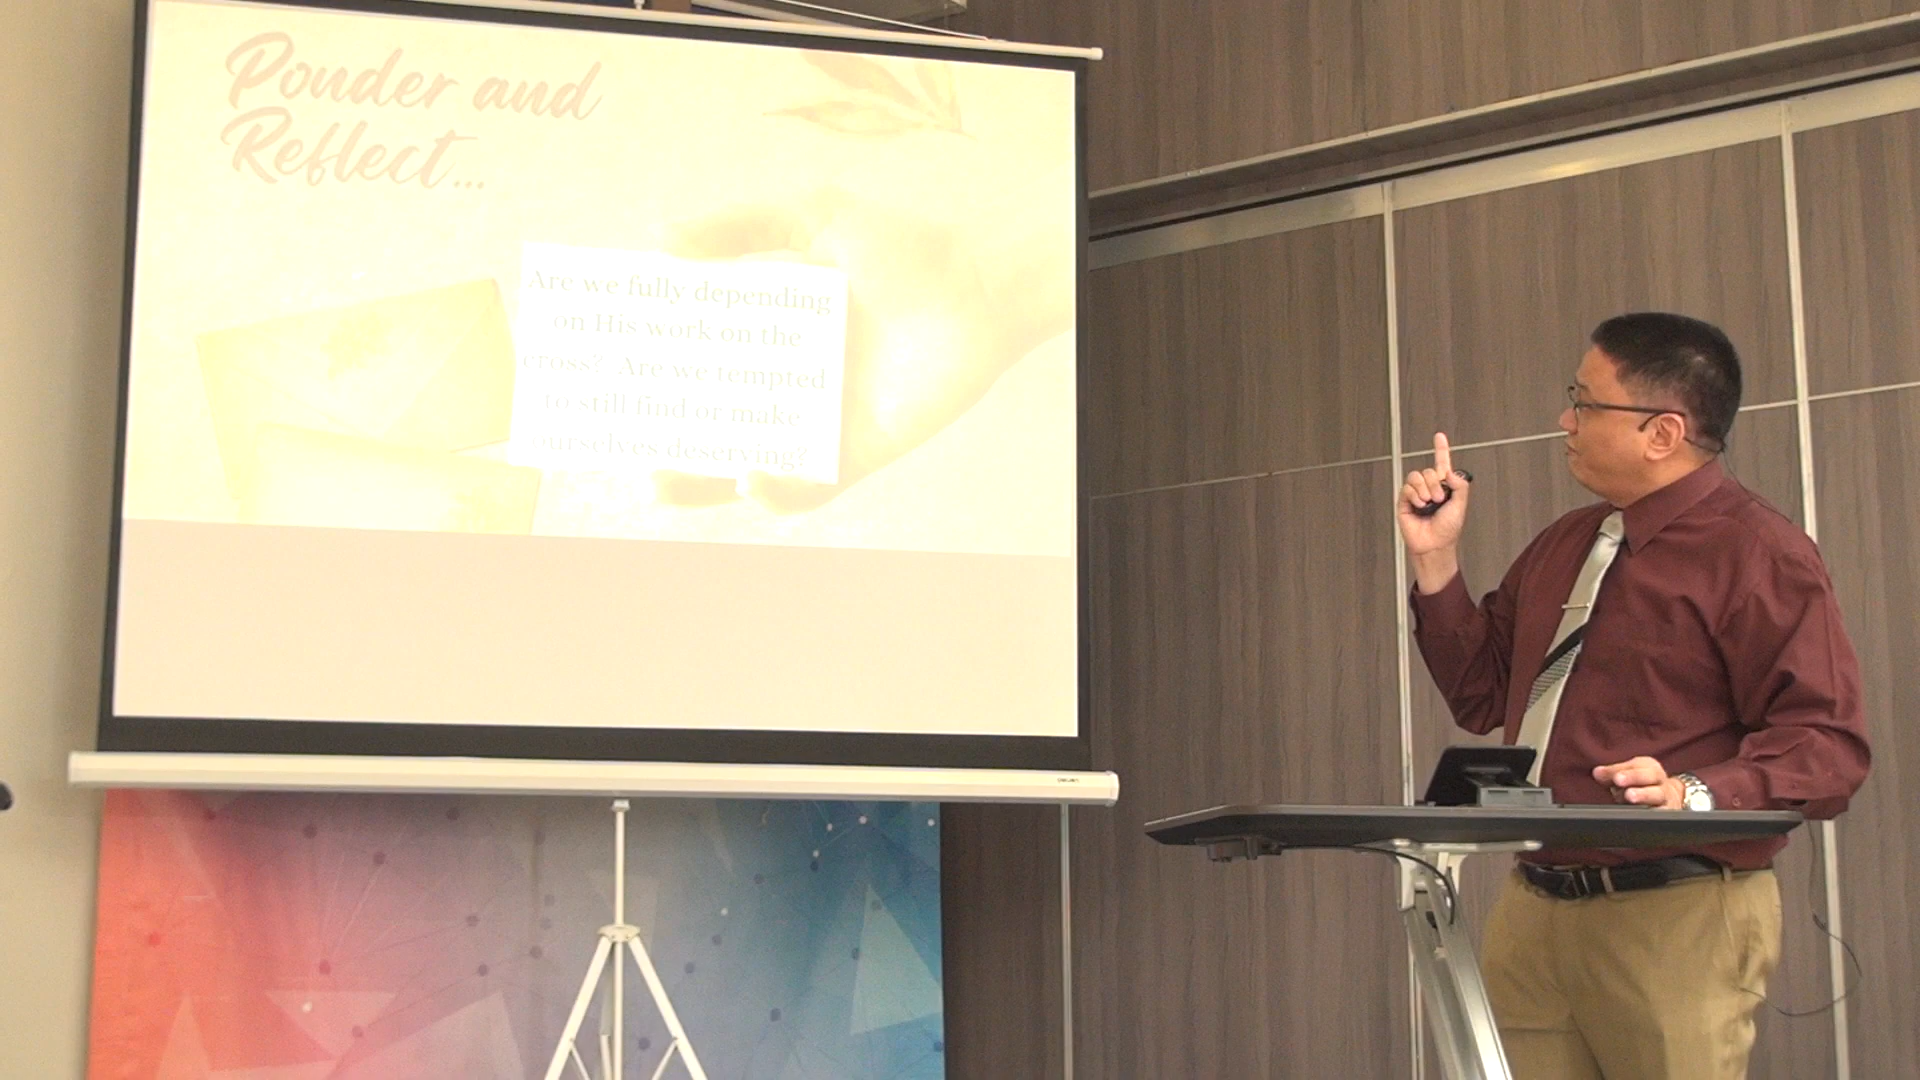 Ponder and
Reflect...
Are we fully depending
on His work on the
cross? Are we tempted
to still find or make
ourselves deserving?